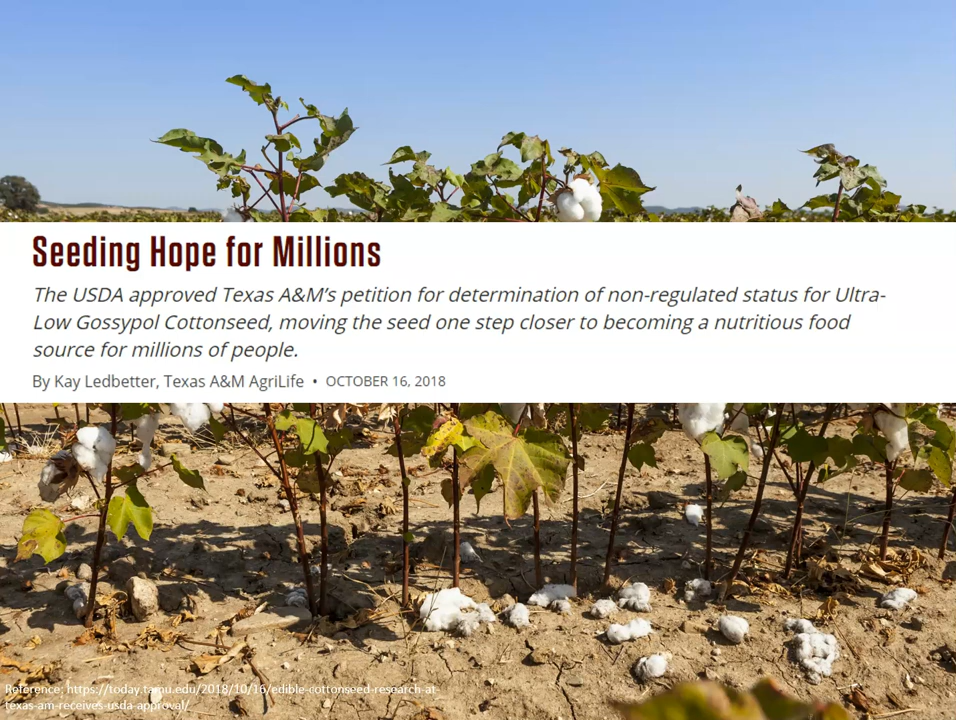 Seeding Hope for Millions
The USDA approved Texas A&M's petition for determination of non-regulated status for Ultra-
Low Gossypol Cottonseed, moving the seed one step closer to becoming a nutritious food
source for millions of people.
By Kay Ledbetter, Texas A&M AgriLife • OCTOBER 16, 2018
Reference: https://today.tamu.edu/2018/10/16/edible-cottonseed-research-at-
texas-am-receives-usda-approval/